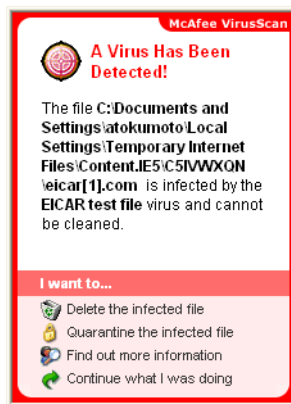 McAfee VirusScan
A Virus Has Been
Detected!
The file C:\Documents and
Settings\atokumoto\Local
Settings\Temporary Internet
Files\Content.IE5\C5IVWXQN
\eicar[1].com is infected by the
EICAR test file virus and cannot
be cleaned.
I want to...
Delete the infected file
Quarantine the infected file
Find out more information
Continue what I was doing